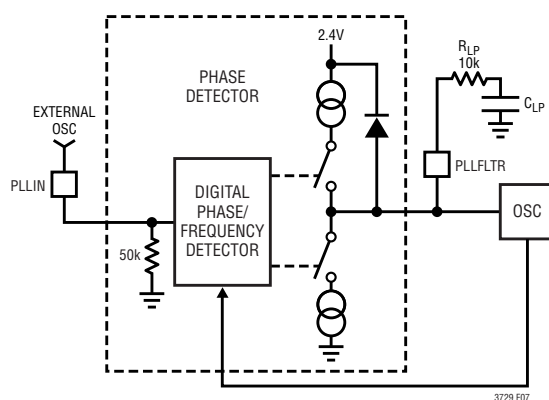 2.4V
PHASE
DETECTOR
R_LP
10k
C_LP
EXTERNAL
OSC
PLLIN
PLLFLTR
DIGITAL
PHASE/
FREQUENCY
DETECTOR
OSC
50k
3729 F07